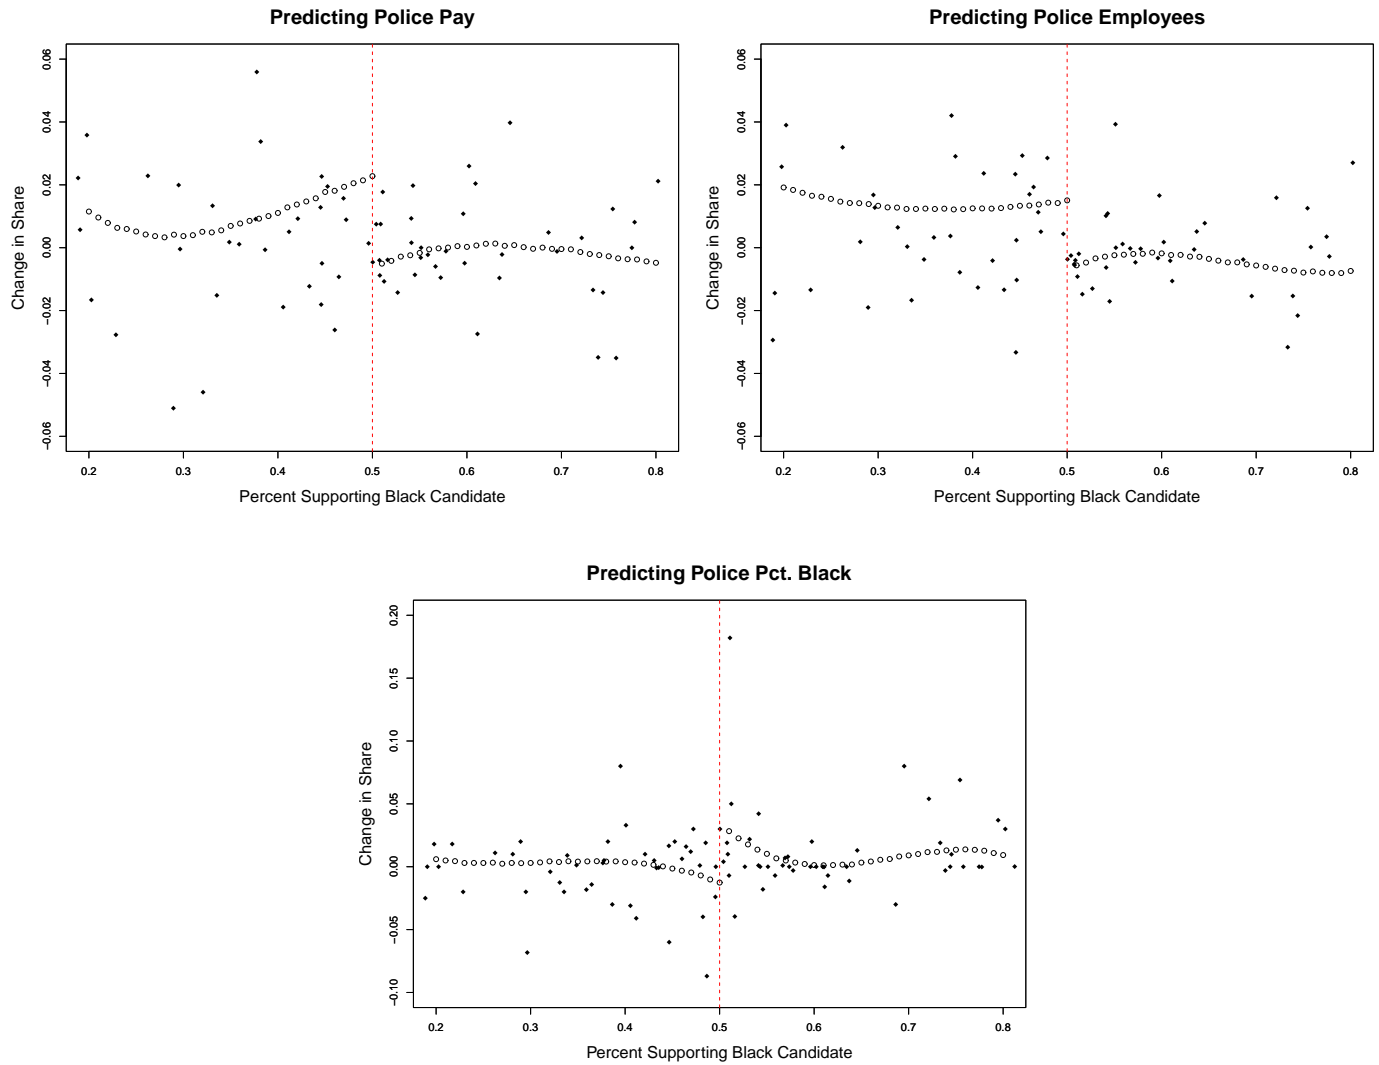 Predicting Police Pay
Change in Share
0.06
0.04
0.02
0.00
−0.02
−0.04
−0.06
0.2 0.3 0.4 0.5 0.6 0.7 0.8
Percent Supporting Black Candidate
Predicting Police Employees
Change in Share
0.06
0.04
0.02
0.00
−0.02
−0.04
−0.06
0.2 0.3 0.4 0.5 0.6 0.7 0.8
Percent Supporting Black Candidate
Predicting Police Pct. Black
Change in Share
0.20
0.15
0.10
0.05
0.00
−0.05
−0.10
0.2 0.3 0.4 0.5 0.6 0.7 0.8
Percent Supporting Black Candidate